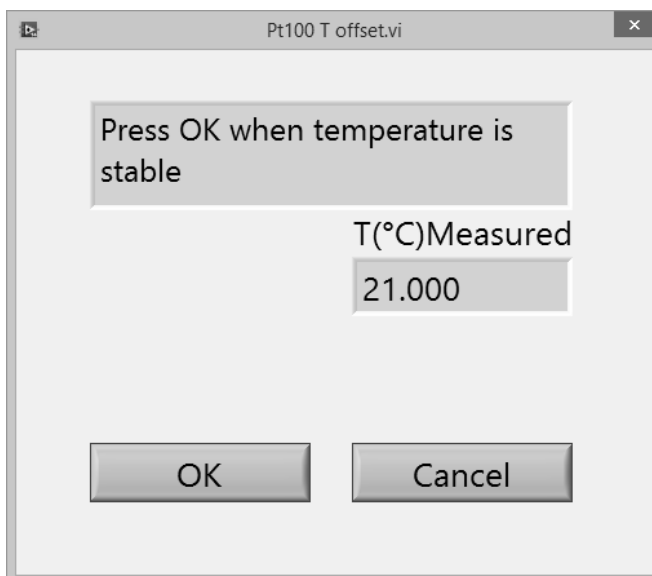 Pt100 T offset.vi
Press OK when temperature is
stable
T(°C)Measured
21.000
OK
Cancel